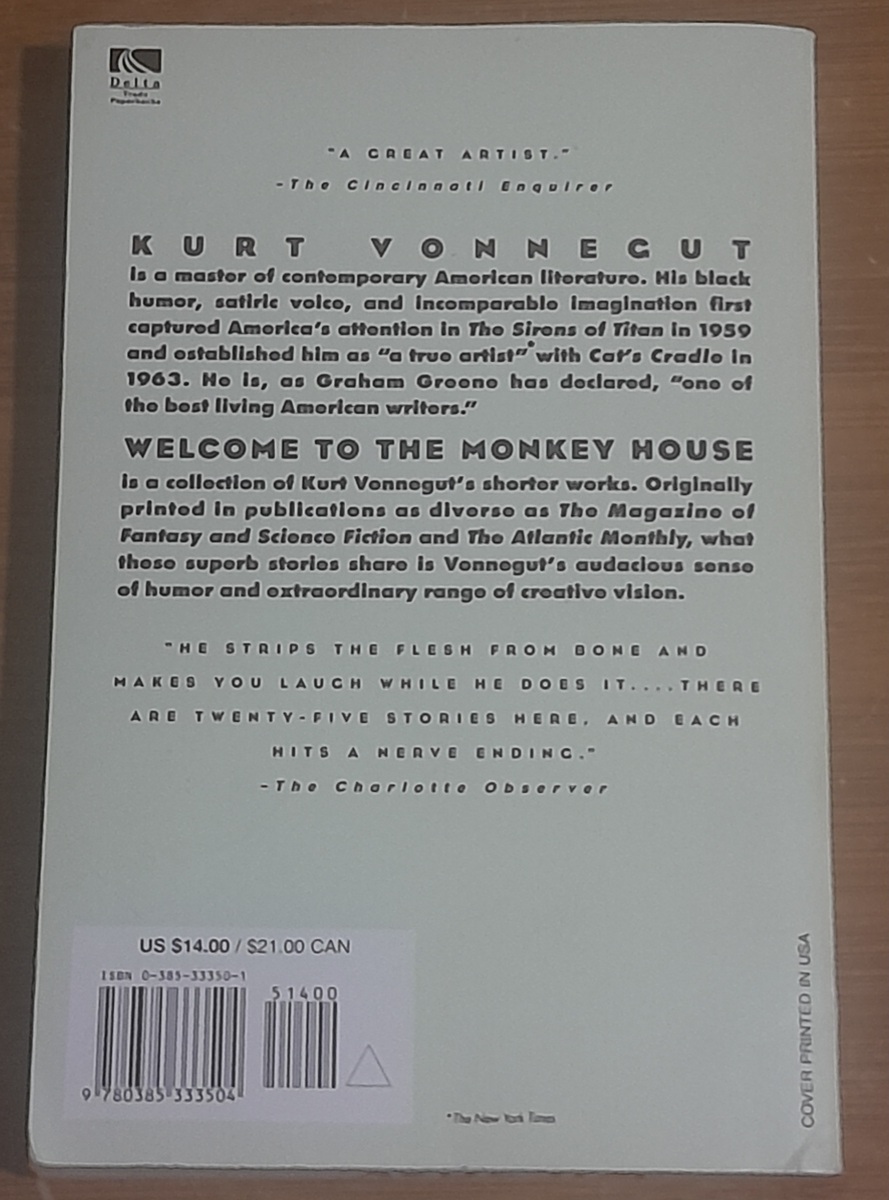 Delta
Trade
Paperbacks
"A GREAT ARTIST."
-The Cincinnati Enquirer
KURT VONNEGUT
is a master of contemporary American literature. His black
humor, satiric voice, and incomparable imagination first
captured America's attention in The Sirens of Titan in 1959
and established him as "a true artist"* with Cat's Cradle in
1963. He is, as Graham Greene has declared, "one of
the best living American writers."
WELCOME TO THE MONKEY HOUSE
is a collection of Kurt Vonnegut's shorter works. Originally
printed in publications as diverse as The Magazine of
Fantasy and Science Fiction and The Atlantic Monthly, what
these superb stories share is Vonnegut's audacious sense
of humor and extraordinary range of creative vision.
"HE STRIPS THE FLESH FROM BONE AND
MAKES YOU LAUGH WHILE HE DOES IT....THERE
ARE TWENTY-FIVE STORIES HERE, AND EACH
HITS A NERVE ENDING."
-The Charlotte Observer
US $14.00 / $21.00 CAN
ISBN 0-385-33350-1
51400
9 780385 333504
*The New York Times
COVER PRINTED IN USA